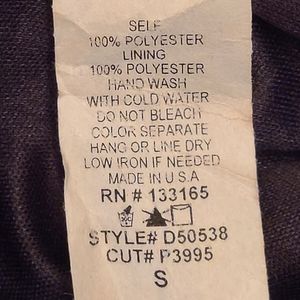 SELF
100% POLYESTER
LINING
100% POLYESTER
HAND WASH
WITH COLD WATER
DO NOT BLEACH
COLOR SEPARATE
HANG OR LINE DRY
LOW IRON IF NEEDED
MADE IN U.S.A
RN # 133165
STYLE# D50538
CUT# P3995
S